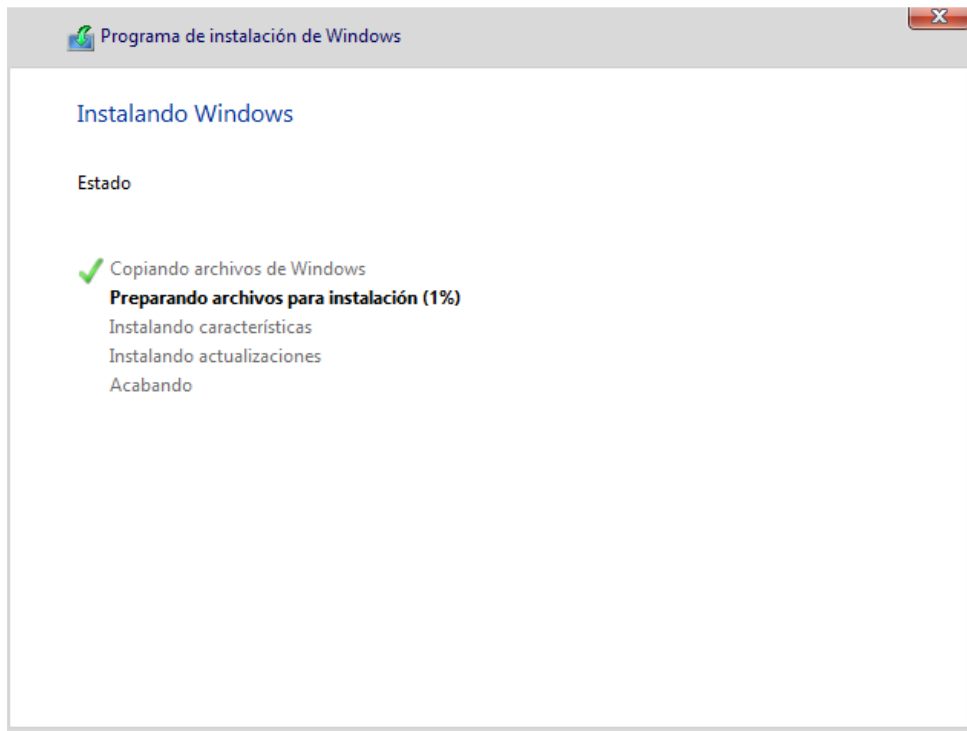 Programa de instalación de Windows
Instalando Windows
Estado
Copiando archivos de Windows
Preparando archivos para instalación (1%)
Instalando características
Instalando actualizaciones
Acabando